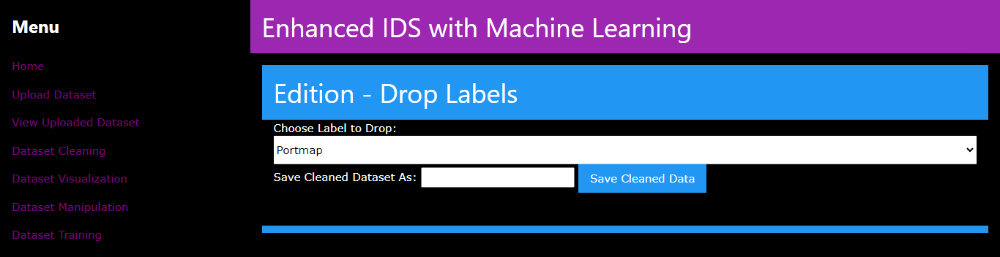 Menu
Home
Upload Dataset
View Uploaded Dataset
Dataset Cleaning
Dataset Visualization
Dataset Manipulation
Dataset Training
Enhanced IDS with Machine Learning
Edition - Drop Labels
Choose Label to Drop:
Portmap
Save Cleaned Dataset As: Save Cleaned Data